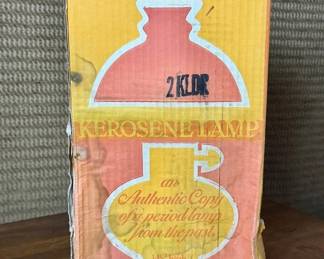 2 KLDR
KEROSENE LAMP
an
Authentic Copy
of a period lamp
from the past.